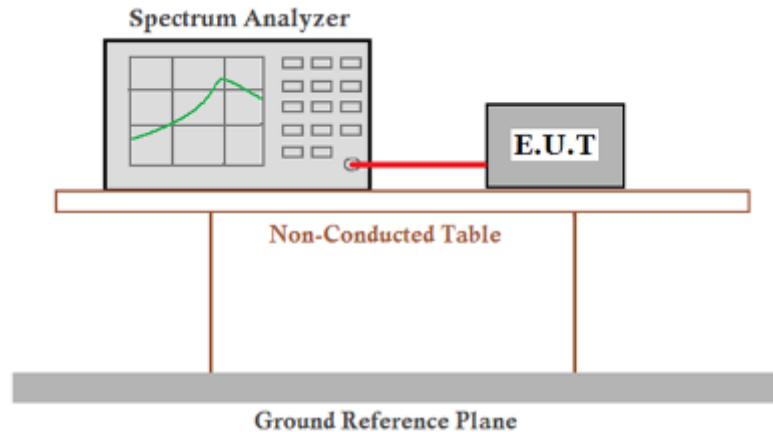 Spectrum Analyzer
E.U.T
Non-Conducted Table
Ground Reference Plane